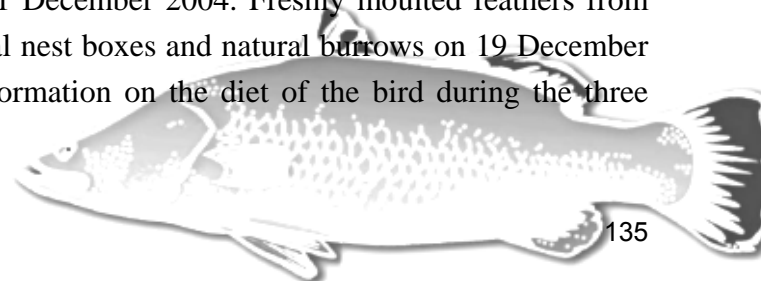 December 2004. Freshly moulted feathers from
nest boxes and natural burrows on 19 December
on the diet of the bird during the three
135